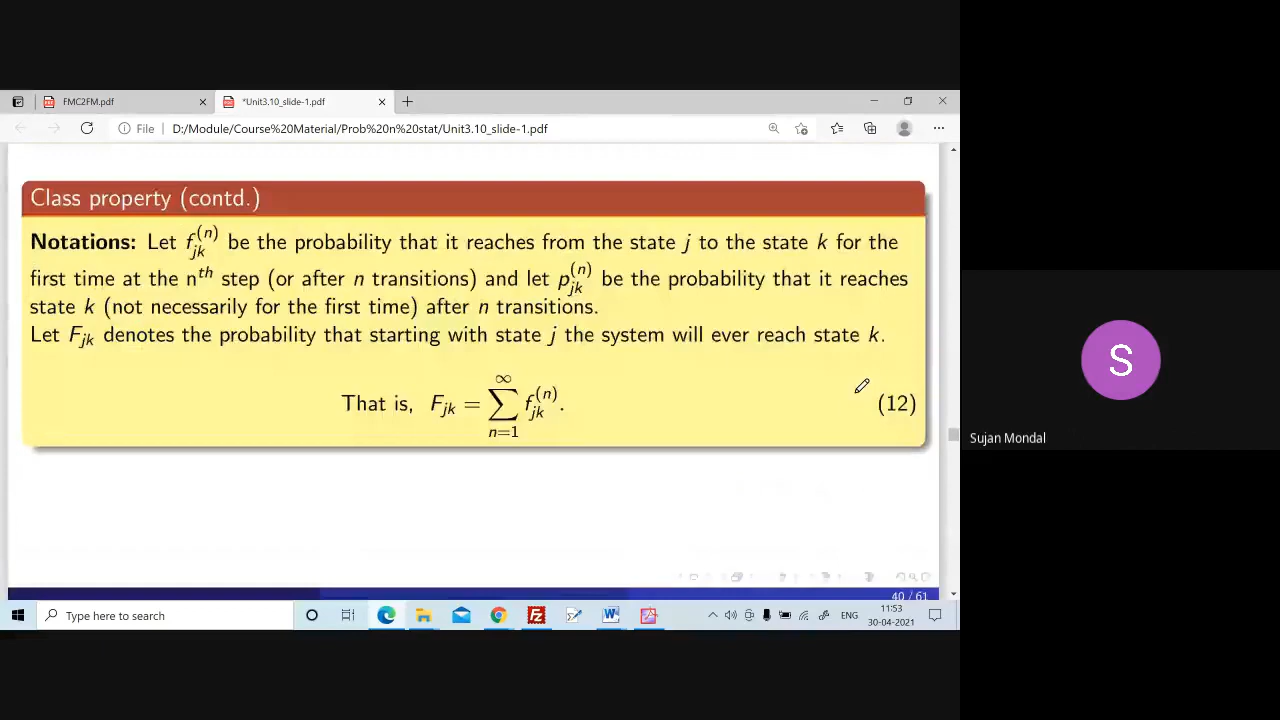 FMC2FM.pdf
*Unit3.10_slide-1.pdf
File | D:/Module/Course%20Material/Prob%20n%20stat/Unit3.10_slide-1.pdf
Class property (contd.)
Notations: Let f_{jk}^{(n)} be the probability that it reaches from the state j to the state k for the
first time at the n^{th} step (or after n transitions) and let p_{jk}^{(n)} be the probability that it reaches
state k (not necessarily for the first time) after n transitions.
Let F_{jk} denotes the probability that starting with state j the system will ever reach state k.
That is, F_{jk} = \sum_{n=1}^{∞} f_{jk}^{(n)}. (12)
S
Sujan Mondal
40 / 61
Type here to search
ENG
11:53
30-04-2021